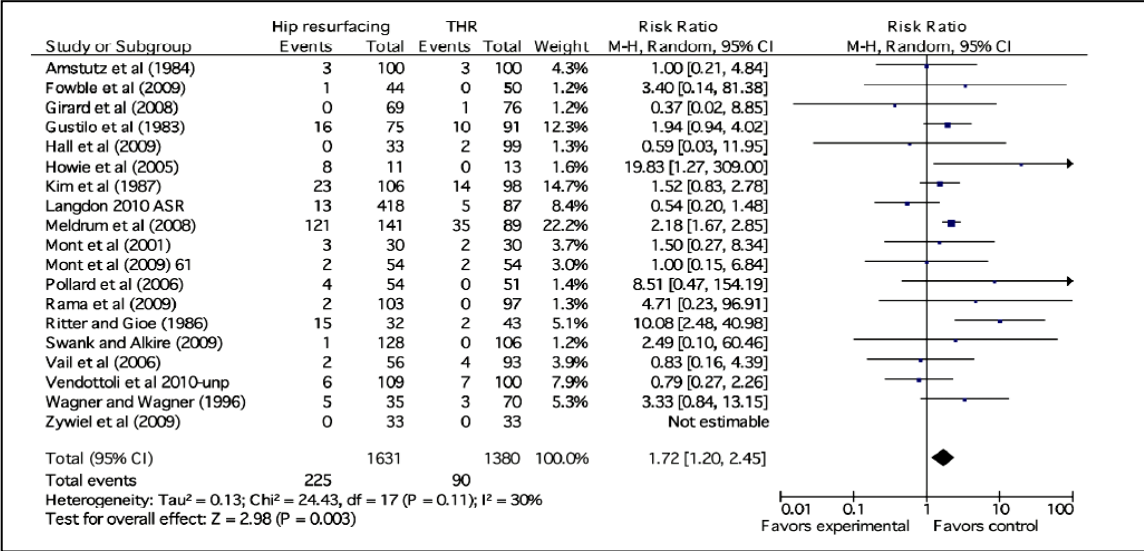 Hip resurfacing THR Risk Ratio Risk Ratio
Study or Subgroup Events Total Events Total Weight M-H, Random, 95% CI M-H, Random, 95% CI
Amstutz et al (1984) 3 100 3 100 4.3% 1.00 [0.21, 4.84]
Fowble et al (2009) 1 44 0 50 1.2% 3.40 [0.14, 81.38]
Girard et al (2008) 0 69 1 76 1.2% 0.37 [0.02, 8.85]
Gustilo et al (1983) 16 75 10 91 12.3% 1.94 [0.94, 4.02]
Hall et al (2009) 0 33 2 99 1.3% 0.59 [0.03, 11.95]
Howie et al (2005) 8 11 0 13 1.6% 19.83 [1.27, 309.00]
Kim et al (1987) 23 106 14 98 14.7% 1.52 [0.83, 2.78]
Langdon 2010 ASR 13 418 5 87 8.4% 0.54 [0.20, 1.48]
Meldrum et al (2008) 121 141 35 89 22.2% 2.18 [1.67, 2.85]
Mont et al (2001) 3 30 2 30 3.7% 1.50 [0.27, 8.34]
Mont et al (2009) 61 2 54 2 54 3.0% 1.00 [0.15, 6.84]
Pollard et al (2006) 4 54 0 51 1.4% 8.51 [0.47, 154.19]
Rama et al (2009) 2 103 0 97 1.3% 4.71 [0.23, 96.91]
Ritter and Gioe (1986) 15 32 2 43 5.1% 10.08 [2.48, 40.98]
Swank and Alkire (2009) 1 128 0 106 1.2% 2.49 [0.10, 60.46]
Vail et al (2006) 2 56 4 93 3.9% 0.83 [0.16, 4.39]
Vendottoli et al 2010-unp 6 109 7 100 7.9% 0.79 [0.27, 2.26]
Wagner and Wagner (1996) 5 35 3 70 5.3% 3.33 [0.84, 13.15]
Zywiel et al (2009) 0 33 0 33 Not estimable
Total (95% CI) 1631 1380 100.0% 1.72 [1.20, 2.45]
Total events 225 90
Heterogeneity: Tau² = 0.13; Chi² = 24.43, df = 17 (P = 0.11); I² = 30%
Test for overall effect: Z = 2.98 (P = 0.003)
0.01 0.1 1 10 100
Favors experimental Favors control